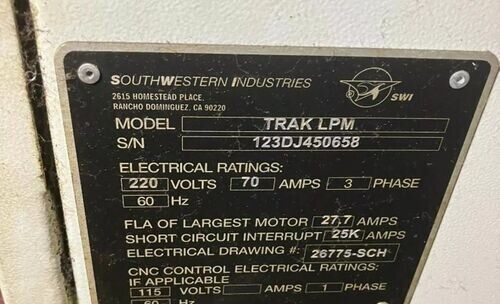 SOUTHWESTERN INDUSTRIES
2615 HOMESTEAD PLACE.
RANCHO DOMINGUEZ, CA 90220
SWI
MODEL TRAK LPM
S/N 123DJ450658
ELECTRICAL RATINGS:
220 VOLTS 70 AMPS 3 PHASE
60 Hz
FLA OF LARGEST MOTOR 27.7 AMPS
SHORT CIRCUIT INTERRUPT 25K AMPS
ELECTRICAL DRAWING #: 26775-SCH
CNC CONTROL ELECTRICAL RATINGS:
IF APPLICABLE
115 VOLTS AMPS 1 PHASE
60 Hz